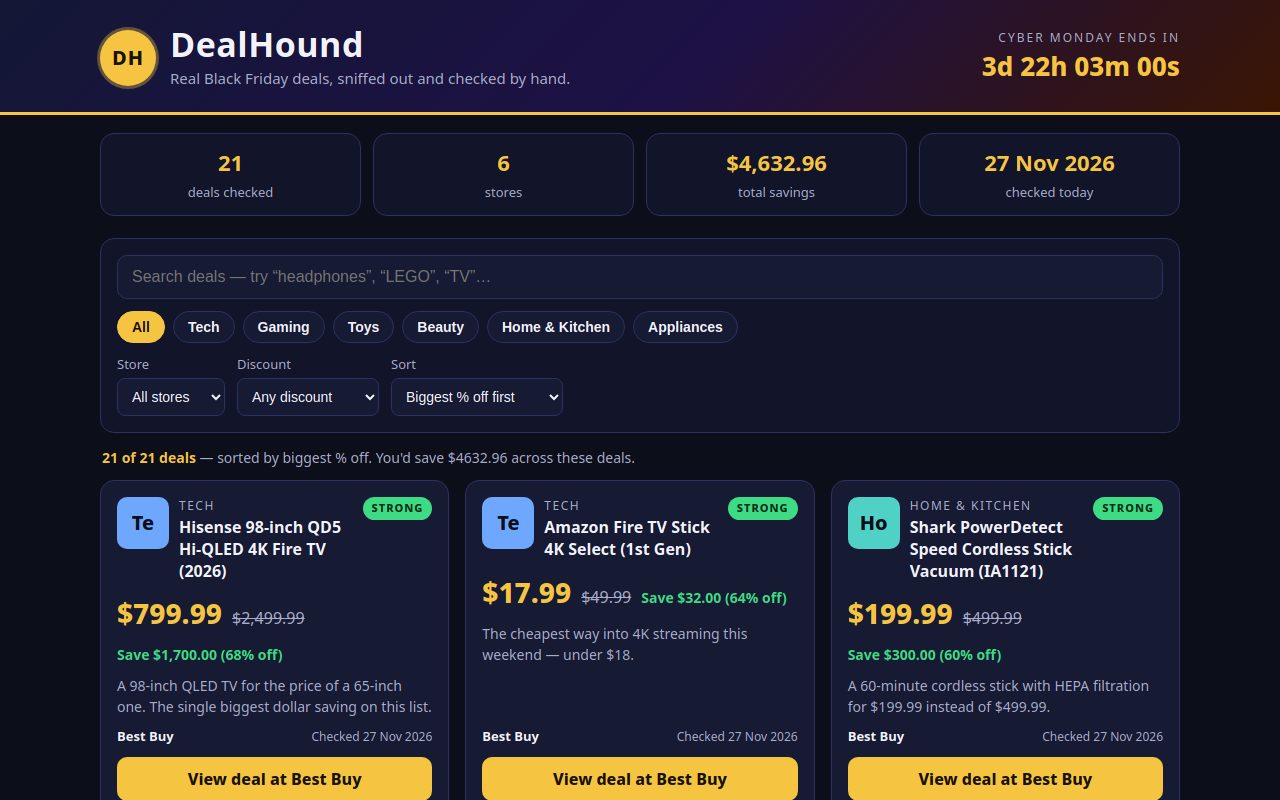 DH
DealHound
Real Black Friday deals, sniffed out and checked by hand.
CYBER MONDAY ENDS IN
3d 22h 03m 00s
21
deals checked
6
stores
$4,632.96
total savings
27 Nov 2026
checked today
Search deals — try “headphones”, “LEGO”, “TV”…
All Tech Gaming Toys Beauty Home & Kitchen Appliances
Store Discount Sort
All stores Any discount Biggest % off first
21 of 21 deals — sorted by biggest % off. You'd save $4632.96 across these deals.
Te
TECH
STRONG
Hisense 98-inch QD5
Hi-QLED 4K Fire TV
(2026)
$799.99 $2,499.99
Save $1,700.00 (68% off)
A 98-inch QLED TV for the price of a 65-inch
one. The single biggest dollar saving on this list.
Best Buy Checked 27 Nov 2026
View deal at Best Buy
Te
TECH
STRONG
Amazon Fire TV Stick
4K Select (1st Gen)
$17.99 $49.99 Save $32.00 (64% off)
The cheapest way into 4K streaming this
weekend — under $18.
Best Buy Checked 27 Nov 2026
View deal at Best Buy
Ho
HOME & KITCHEN
STRONG
Shark PowerDetect
Speed Cordless Stick
Vacuum (IA1121)
$199.99 $499.99
Save $300.00 (60% off)
A 60-minute cordless stick with HEPA filtration
for $199.99 instead of $499.99.
Best Buy Checked 27 Nov 2026
View deal at Best Buy